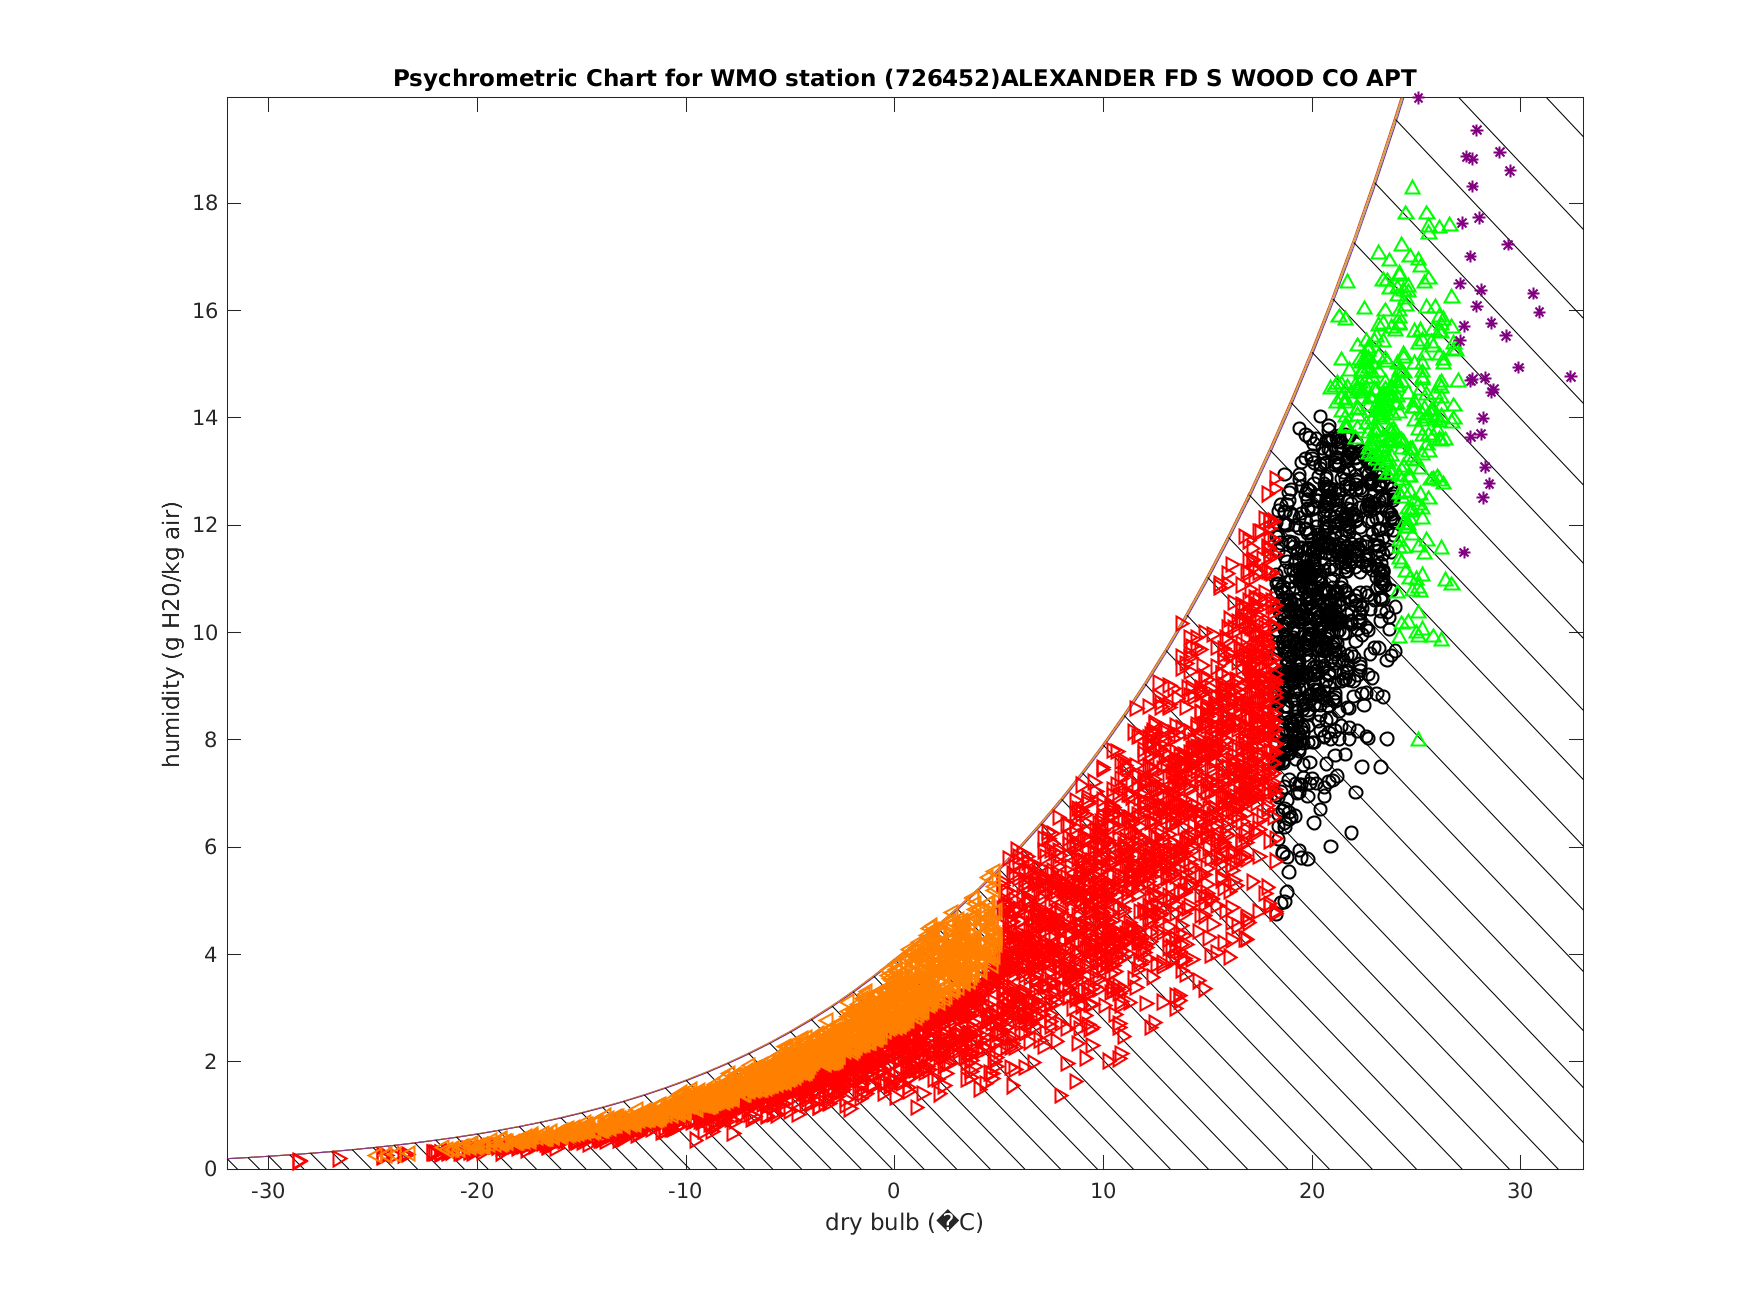 Psychrometric Chart for WMO station (726452)ALEXANDER FD S WOOD CO APT
humidity (g H20/kg air)
18
16
14
12
10
8
6
4
2
0
-30 -20 -10 0 10 20 30
dry bulb (�C)